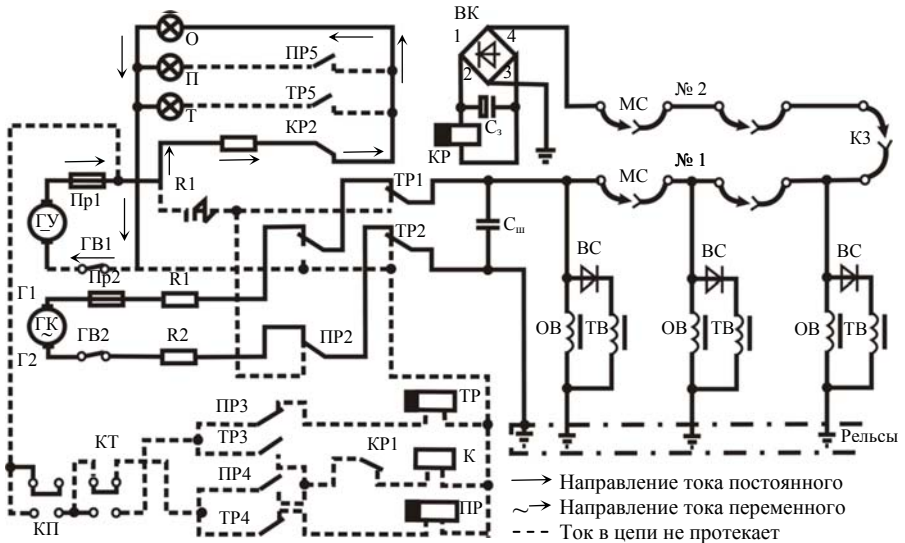 ВК
1 4
2 3
О
ПР5
П
ТР5
Т
КР2
Сз
КР
МС
№ 2
КЗ
МС
№ 1
Пр1
R1
ТР1
ГУ
ГВ1
Пр2
ТР2
Сш
Г1
R1
ГК
~
Г2
ГВ2
R2
ПР2
ВС
ОВ
ТВ
ВС
ОВ
ТВ
ВС
ОВ
ТВ
ПР3
ТР
КТ
ТР3
КР1
К
Рельсы
ПР4
ПР
КП
ТР4
Направление тока постоянного
~ Направление тока переменного
Ток в цепи не протекает